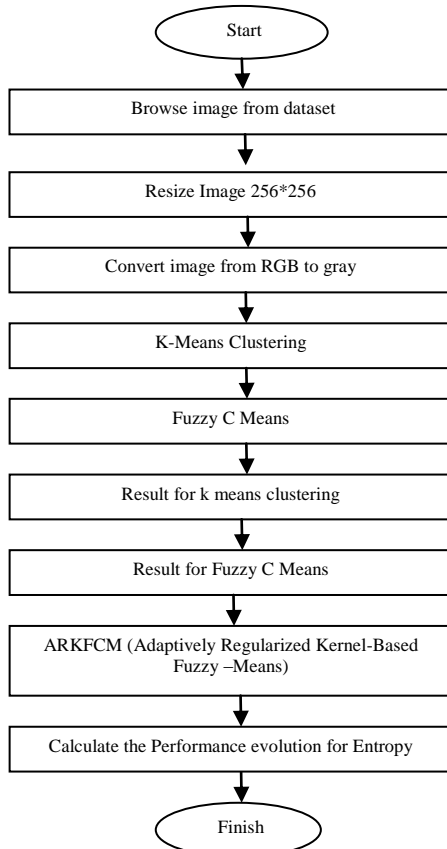 Start
Browse image from dataset
Resize Image 256*256
Convert image from RGB to gray
K-Means Clustering
Fuzzy C Means
Result for k means clustering
Result for Fuzzy C Means
ARKFCM (Adaptively Regularized Kernel-Based
Fuzzy –Means)
Calculate the Performance evolution for Entropy
Finish